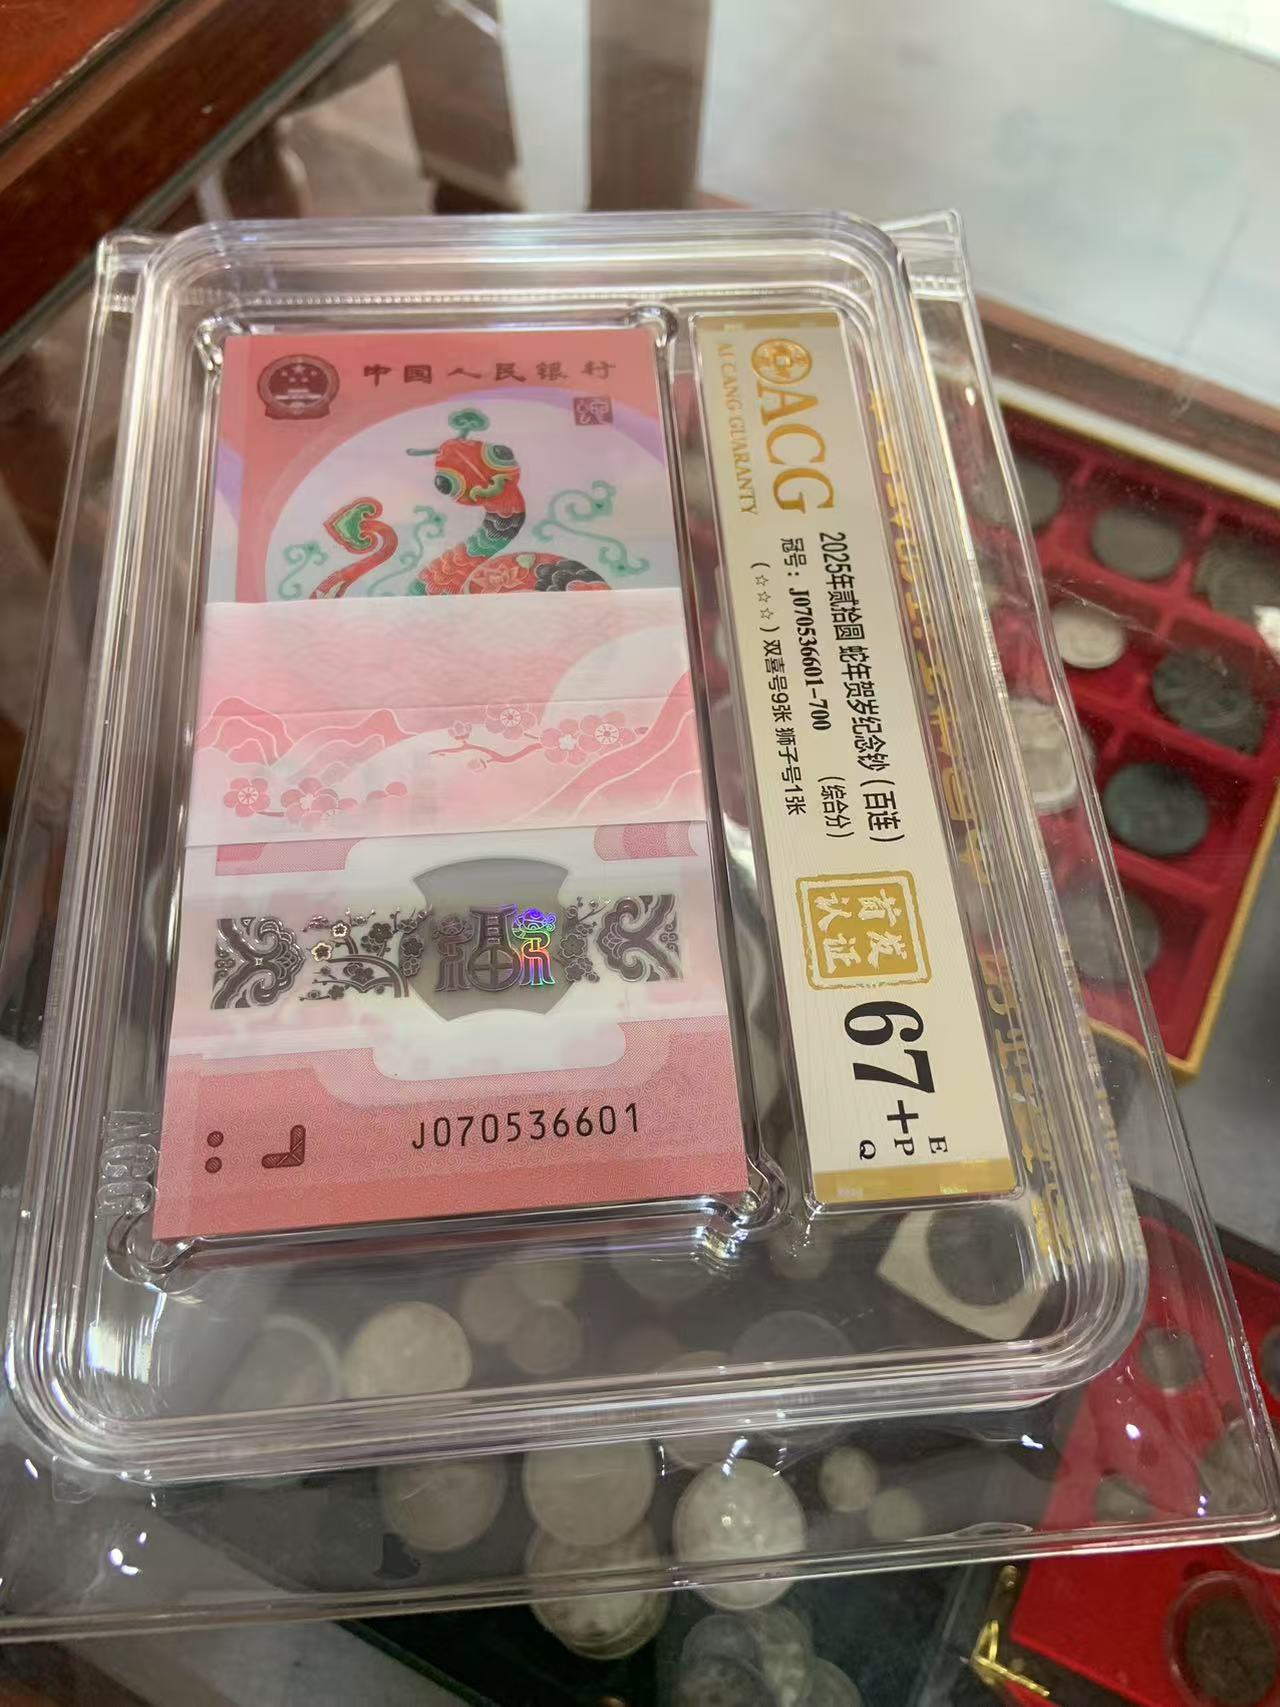 中国人民银行
J070536601
ACG
AI CANG GUARANTY
2025年贰拾圆 蛇年贺岁纪念钞（百连）
冠号：J070536601-700 （综合分）
（☆☆☆）双喜号9张 狮子号1张
首发
认证
67+
E
P
Q
ACG